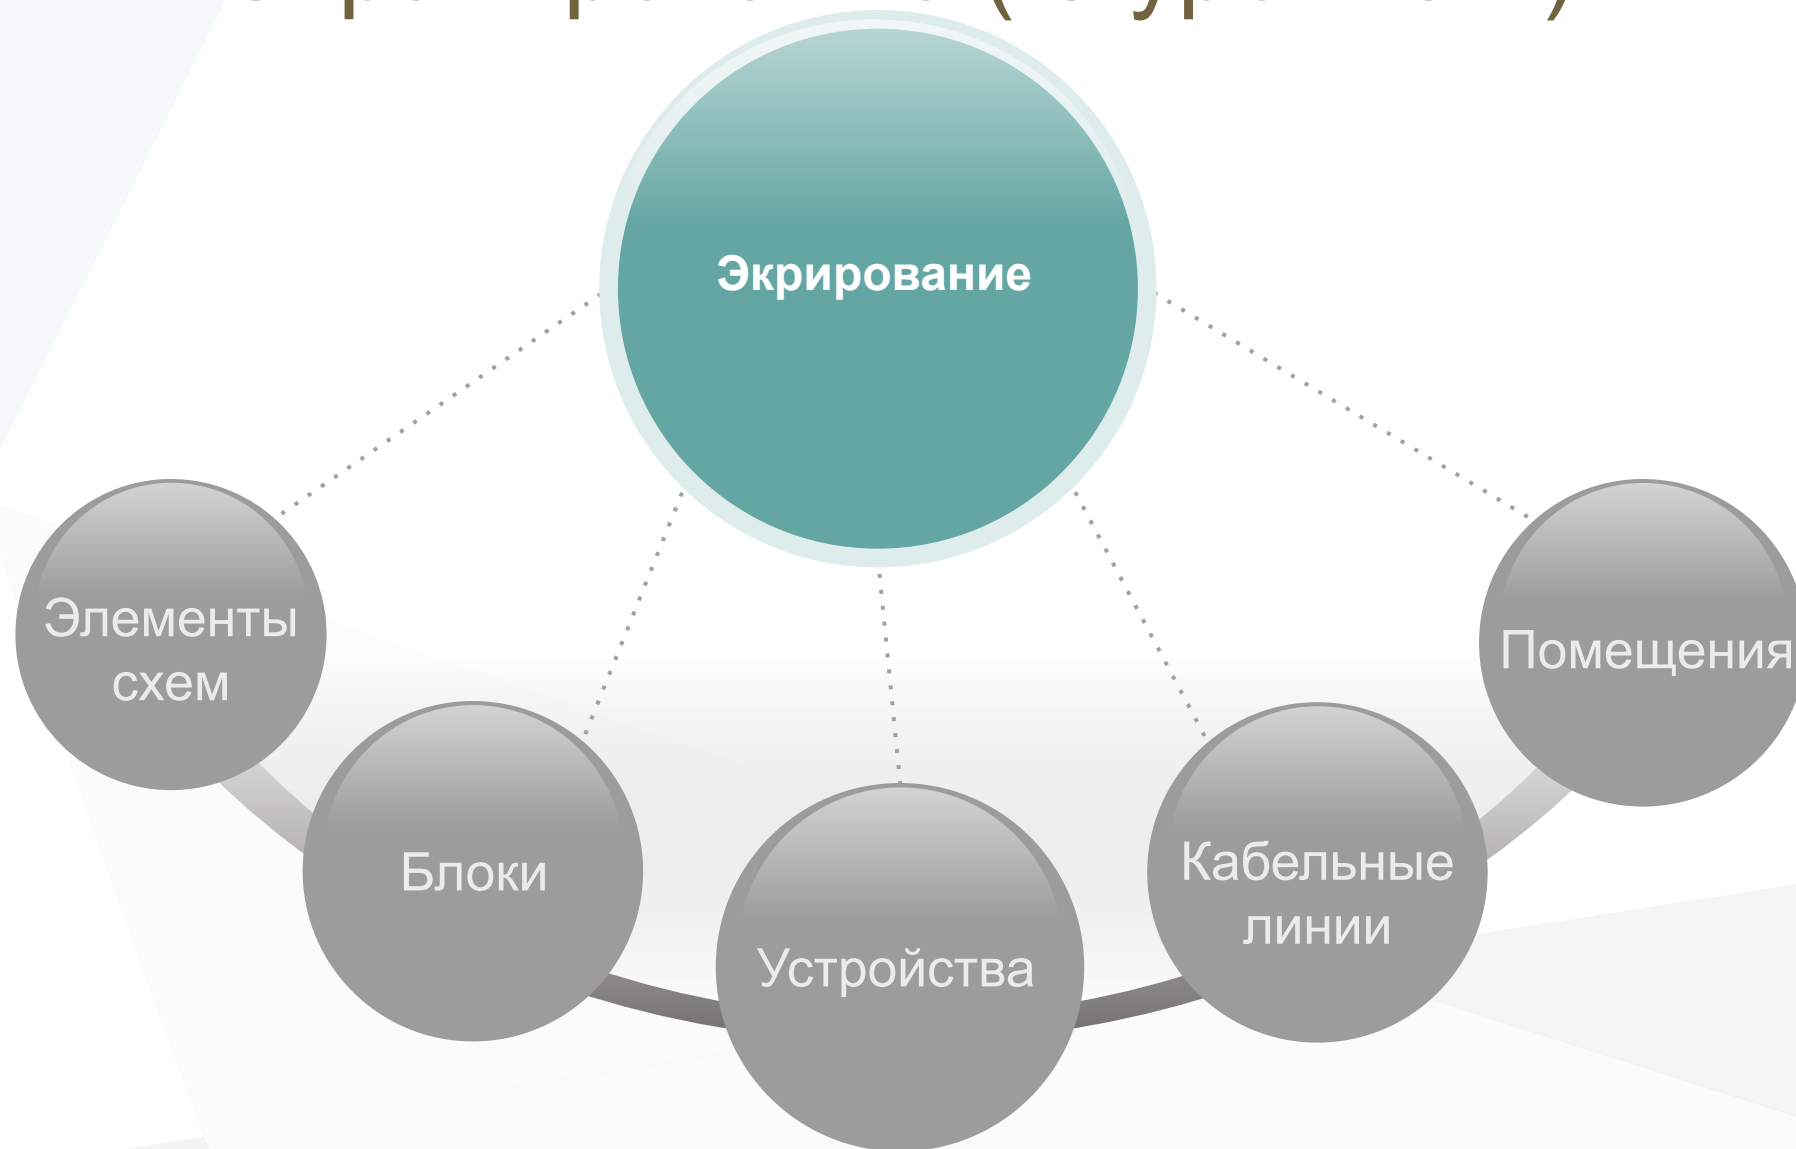 Экрирование
Элементы
схем
Блоки
Устройства
Кабельные
линии
Помещения